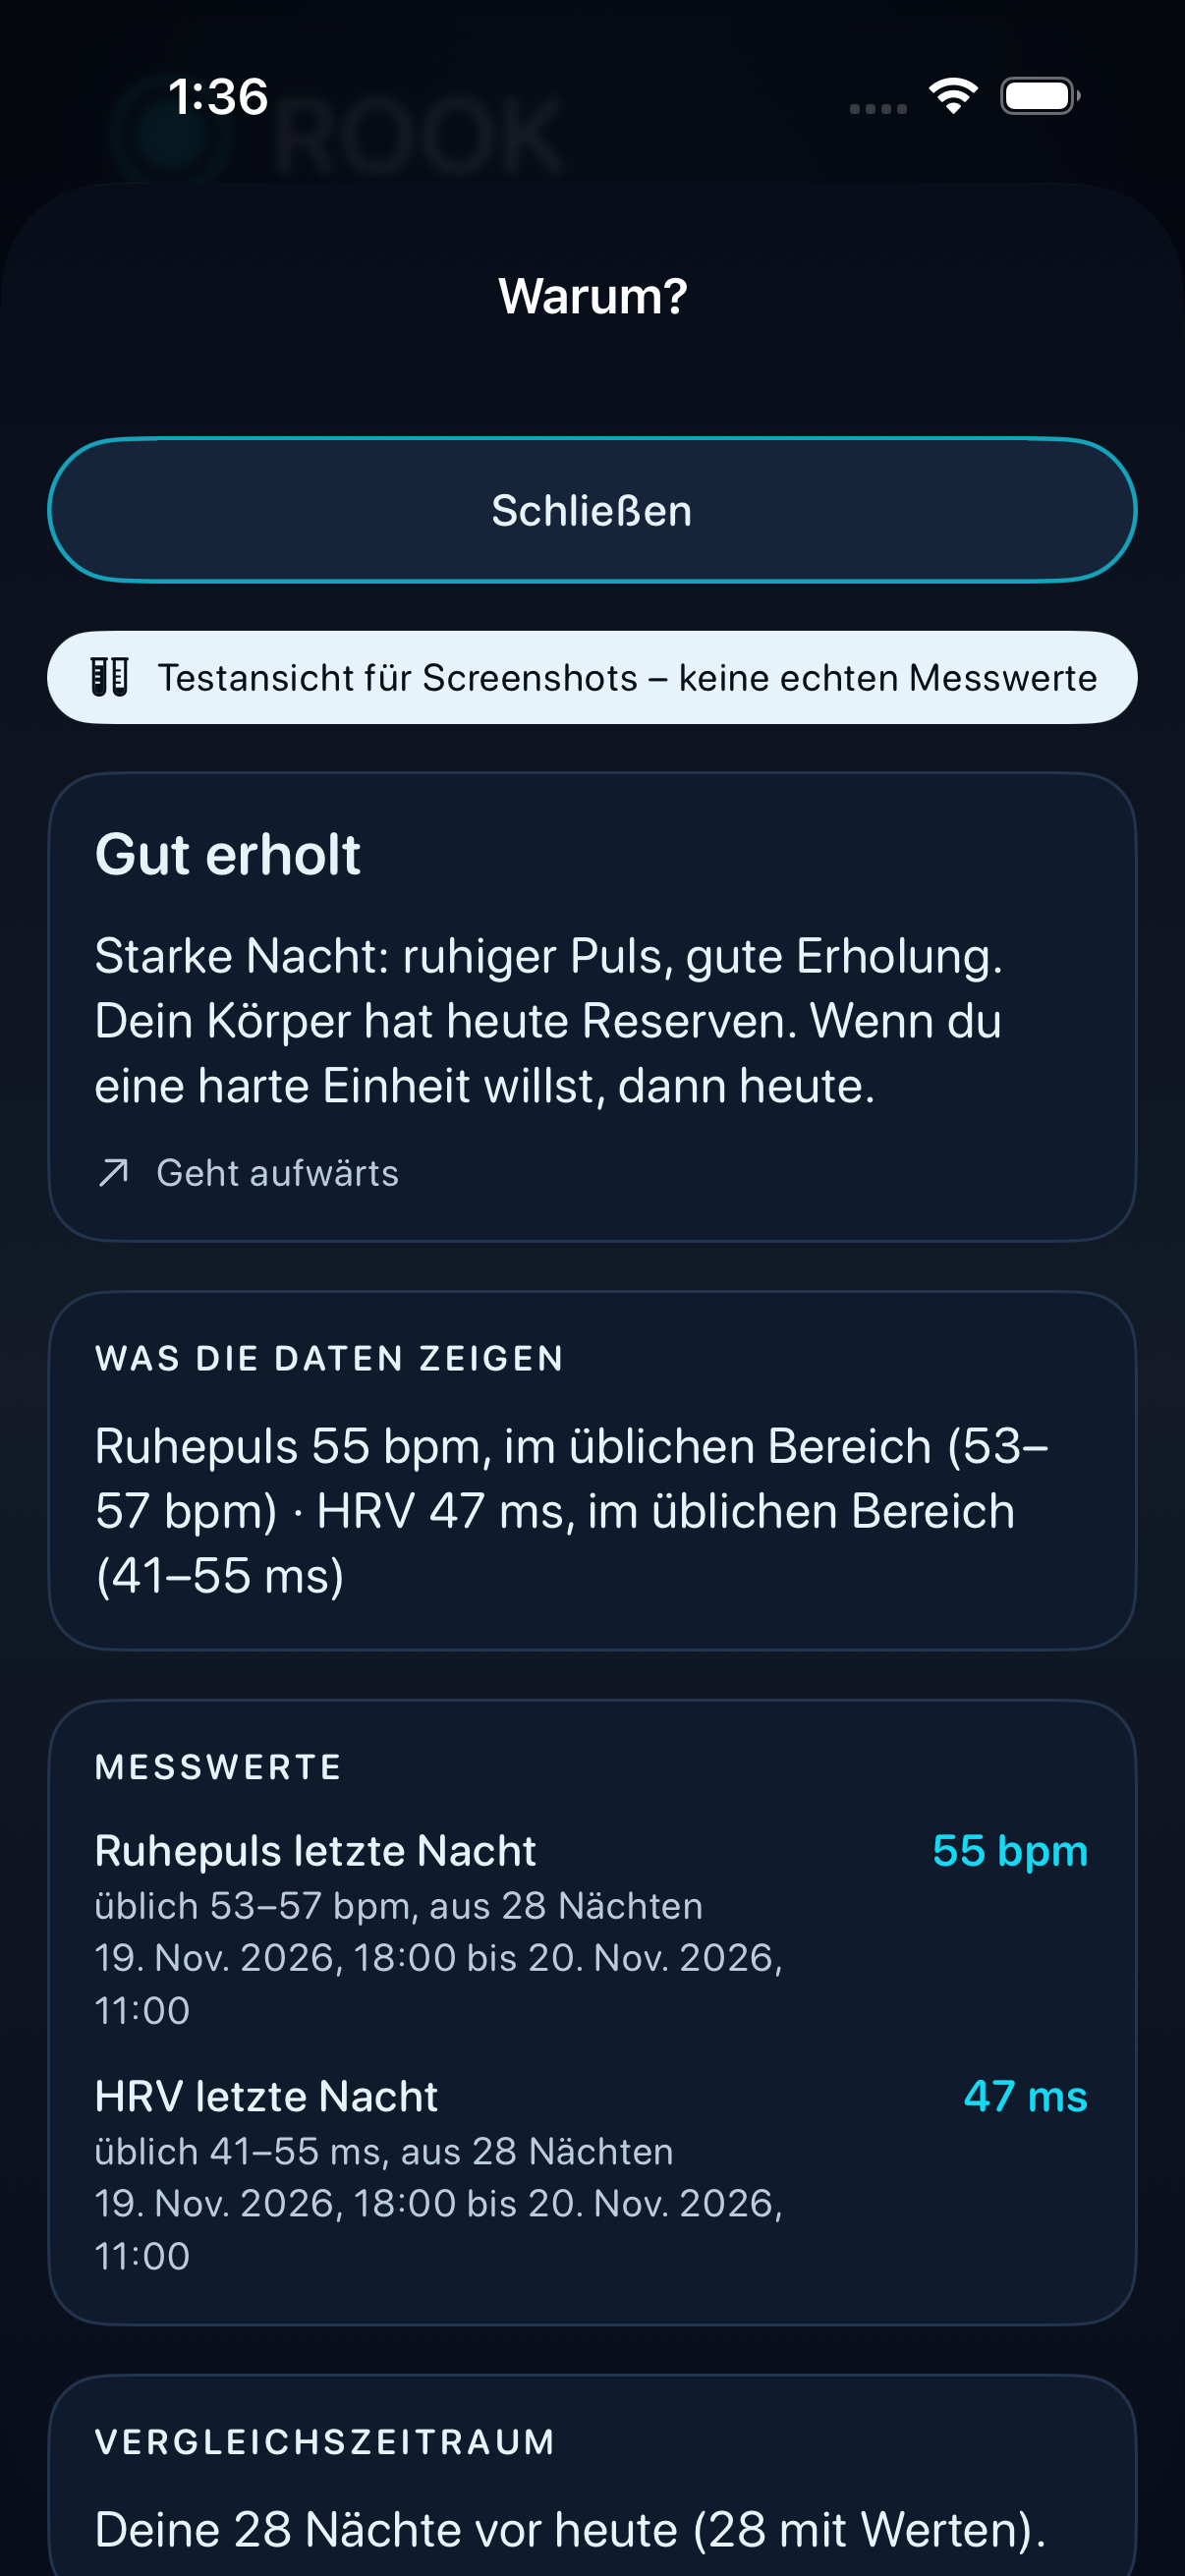 1:36
ROOK
Warum?
Schließen
Testansicht für Screenshots – keine echten Messwerte
Gut erholt
Starke Nacht: ruhiger Puls, gute Erholung.
Dein Körper hat heute Reserven. Wenn du
eine harte Einheit willst, dann heute.
Geht aufwärts
WAS DIE DATEN ZEIGEN
Ruhepuls 55 bpm, im üblichen Bereich (53–
57 bpm) · HRV 47 ms, im üblichen Bereich
(41–55 ms)
MESSWERTE
Ruhepuls letzte Nacht 55 bpm
üblich 53–57 bpm, aus 28 Nächten
19. Nov. 2026, 18:00 bis 20. Nov. 2026,
11:00
HRV letzte Nacht 47 ms
üblich 41–55 ms, aus 28 Nächten
19. Nov. 2026, 18:00 bis 20. Nov. 2026,
11:00
VERGLEICHSZEITRAUM
Deine 28 Nächte vor heute (28 mit Werten).